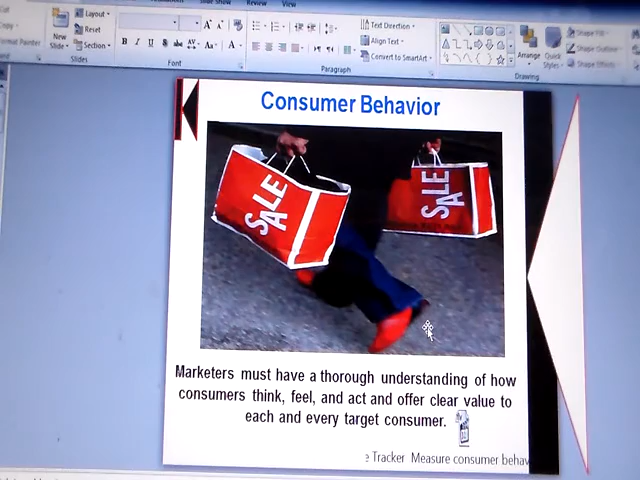 Slide Show
Review
View
New
Slide
Layout
Reset
Section
Slides
B I U S abc AV Aa A
Font
Paragraph
Text Direction
Align Text
Convert to SmartArt
Arrange
Quick
Styles
Shape Fill
Shape Outline
Shape Effects
Drawing
Consumer Behavior
SALE
SALE
Marketers must have a thorough understanding of how
consumers think, feel, and act and offer clear value to
each and every target consumer.
e Tracker Measure consumer behav